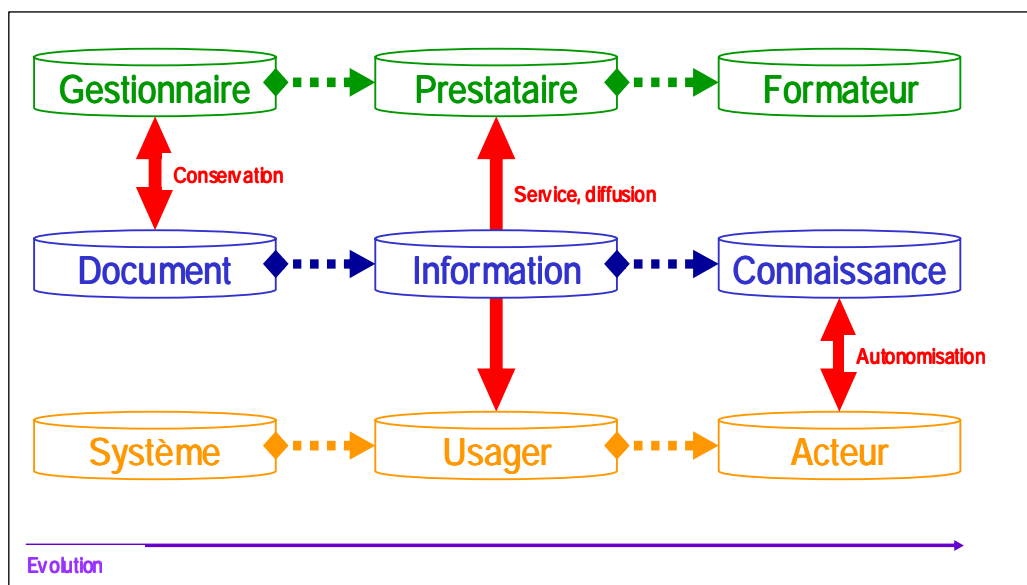 Gestionnaire
Prestataire
Formateur
Conservation
Service, diffusion
Document
Information
Connaissance
Autonomisation
Système
Usager
Acteur
Evolution